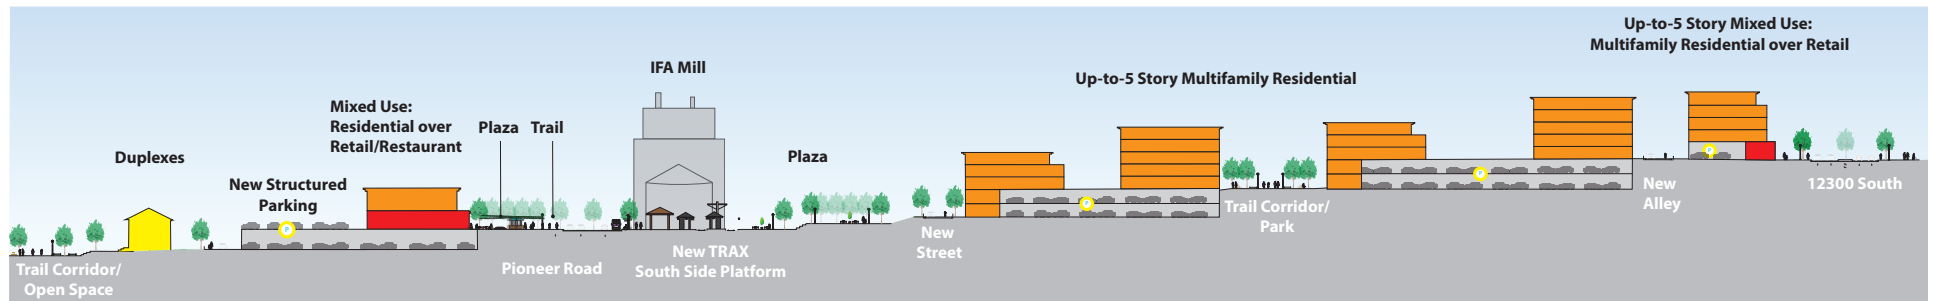 Duplexes
New Structured
Parking
Mixed Use:
Residential over
Retail/Restaurant
Plaza
Trail
IFA Mill
Plaza
Up-to-5 Story Multifamily Residential
Up-to-5 Story Mixed Use:
Multifamily Residential over Retail
P
P
P
P
Trail Corridor/
Open Space
Pioneer Road
New TRAX
South Side Platform
New
Street
Trail Corridor/
Park
New
Alley
12300 South